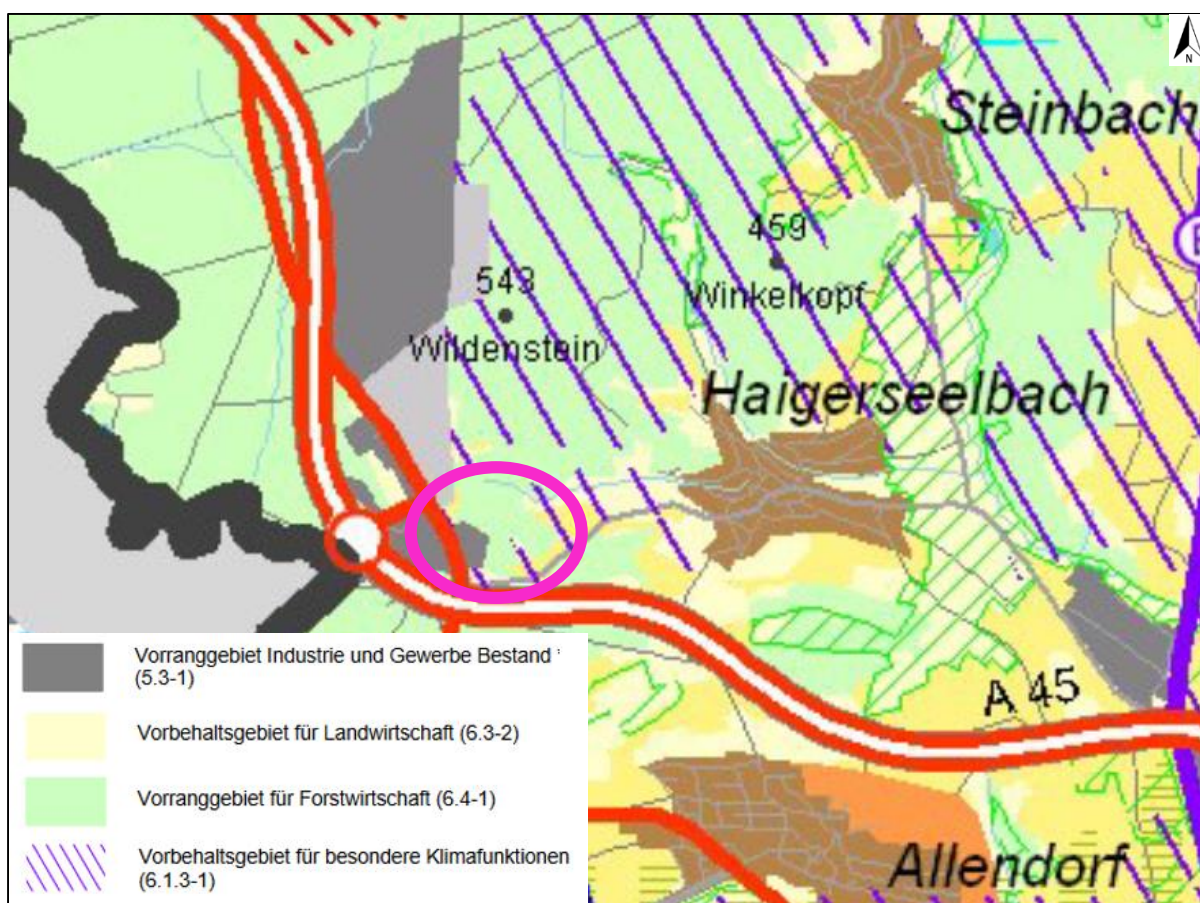 N
Steinbach
459
543
Winkelkopf
Wildenstein
Haigerseelbach
A 45
Allendorf
Vorranggebiet Industrie und Gewerbe Bestand
(5.3-1)
Vorbehaltsgebiet für Landwirtschaft (6.3-2)
Vorranggebiet für Forstwirtschaft (6.4-1)
Vorbehaltsgebiet für besondere Klimafunktionen
(6.1.3-1)